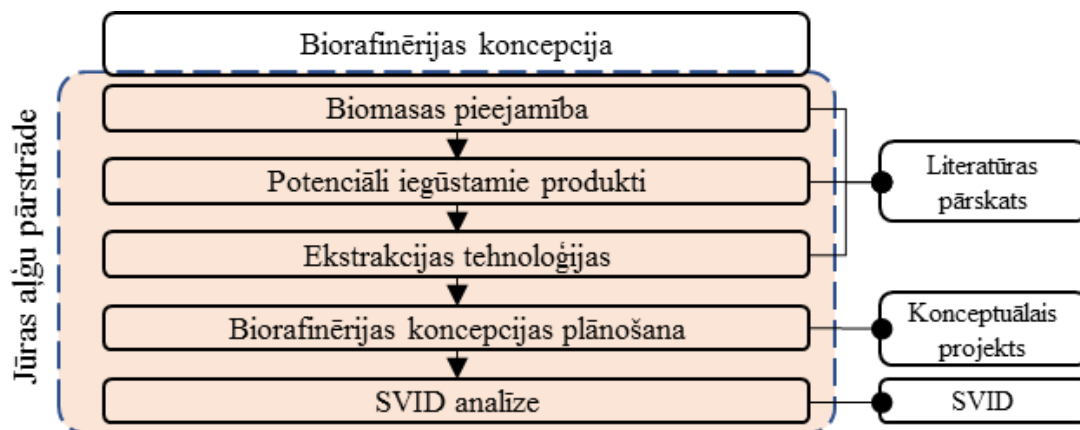 Biorafinērijas koncepcija
Jūras aļģu pārstrāde
Biomasas pieejamība
Potenciāli iegūstamie produkti
Ekstrakcijas tehnoloģijas
Biorafinērijas koncepcijas plānošana
SVID analīze
Literatūras
pārskats
Konceptuālais
projekts
SVID